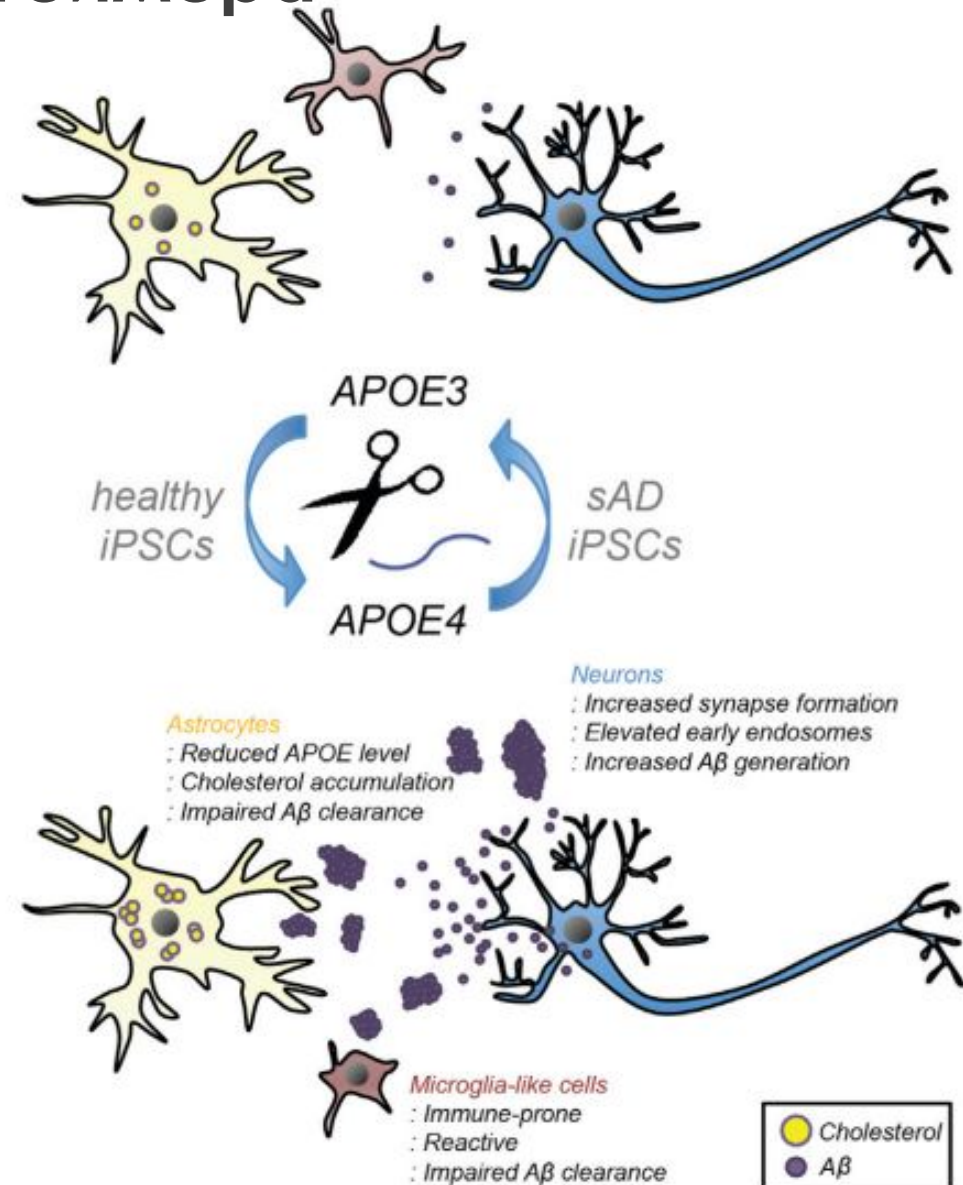 APOE3
healthy
iPSCs
sAD
iPSCs
APOE4
Neurons
: Increased synapse formation
: Elevated early endosomes
: Increased Aβ generation
Astrocytes
: Reduced APOE level
: Cholesterol accumulation
: Impaired Aβ clearance
Microglia-like cells
: Immune-prone
: Reactive
: Impaired Aβ clearance
Cholesterol
Aβ